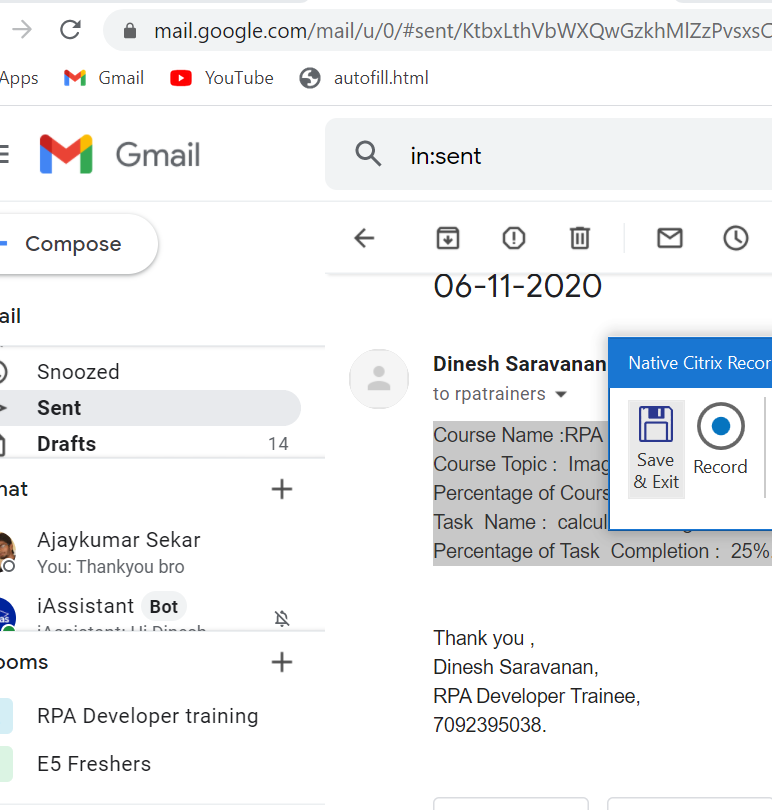 mail.google.com/mail/u/0/#sent/KtbxLthVbWXQwGzkhMlZzPvsxsC
Apps Gmail YouTube autofill.html
Gmail
in:sent
Compose
06-11-2020
ail
Snoozed
Sent
Drafts 14
hat
Ajaykumar Sekar
You: Thankyou bro
iAssistant Bot
iAssistant: Hi Dinesh
ooms
RPA Developer training
E5 Freshers
Dinesh Saravanan
to rpatrainers
Native Citrix Recor
Save
& Exit
Record
Course Name :RPA
Course Topic : Imag
Percentage of Cours
Task Name : calcul
Percentage of Task Completion : 25%
Thank you ,
Dinesh Saravanan,
RPA Developer Trainee,
7092395038.